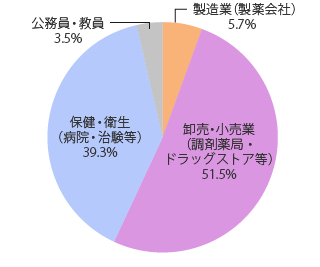 製造業（製薬会社）
5.7%
公務員・教員
3.5%
卸売・小売業
（調剤薬局・
ドラッグストア等）
51.5%
保健・衛生
（病院・治験等）
39.3%